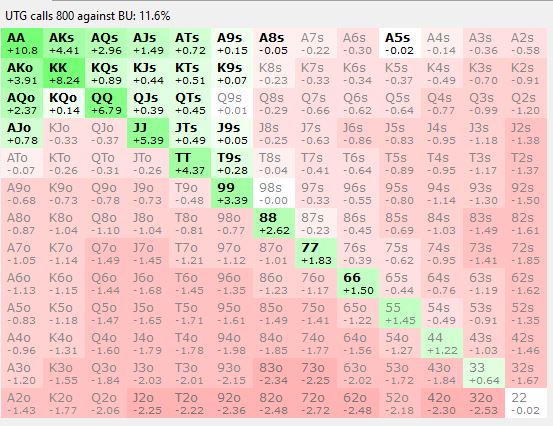 UTG calls 800 against BU: 11.6%
AA AKs AQs AJs ATs A9s A8s A7s A6s A5s A4s A3s A2s
+10.8 +4.41 +2.96 +1.49 +0.72 +0.15 -0.05 -0.22 -0.30 -0.02 -0.14 -0.36 -0.58
AKo KK KQs KJs KTs K9s K8s K7s K6s K5s K4s K3s K2s
+3.91 +8.24 +0.89 +0.44 +0.51 +0.07 -0.23 -0.33 -0.34 -0.37 -0.49 -0.70 -0.91
AQo KQo QQ QJs QTs Q9s Q8s Q7s Q6s Q5s Q4s Q3s Q2s
+2.37 +0.14 +6.79 +0.39 +0.45 +0.01 -0.29 -0.66 -0.62 -0.64 -0.77 -0.99 -1.20
AJo KJo QJo JJ JTs J9s J8s J7s J6s J5s J4s J3s J2s
+0.78 -0.33 -0.37 +5.39 +0.49 +0.05 -0.25 -0.63 -0.86 -0.83 -0.95 -1.18 -1.38
ATo KTo QTo JTo TT T9s T8s T7s T6s T5s T4s T3s T2s
-0.07 -0.26 -0.31 -0.26 +4.37 +0.28 -0.04 -0.41 -0.64 -0.89 -0.95 -1.17 -1.37
A9o K9o Q9o J9o T9o 99 98s 97s 96s 95s 94s 93s 92s
-0.68 -0.73 -0.78 -0.73 -0.48 +3.39 -0.00 -0.33 -0.55 -0.80 -1.14 -1.30 -1.50
A8o K8o Q8o J8o T8o 98o 88 87s 86s 85s 84s 83s 82s
-0.87 -1.04 -1.10 -1.04 -0.81 -0.77 +2.62 -0.23 -0.45 -0.69 -1.03 -1.49 -1.61
A7o K7o Q7o J7o T7o 97o 87o 77 76s 75s 74s 73s 72s
-1.05 -1.14 -1.49 -1.45 -1.21 -1.12 -1.01 +1.83 -0.39 -0.62 -0.95 -1.41 -1.85
A6o K6o Q6o J6o T6o 96o 86o 76o 66 65s 64s 63s 62s
-1.13 -1.15 -1.44 -1.68 -1.45 -1.35 -1.23 -1.17 +1.50 -0.44 -0.76 -1.19 -1.62
A5o K5o Q5o J5o T5o 95o 85o 75o 65o 55 54s 53s 52s
-0.83 -1.18 -1.47 -1.65 -1.71 -1.61 -1.49 -1.41 -1.22 +1.45 -0.49 -0.91 -1.35
A4o K4o Q4o J4o T4o 94o 84o 74o 64o 54o 44 43s 42s
-0.96 -1.31 -1.60 -1.79 -1.78 -1.98 -1.85 -1.77 -1.56 -1.27 +1.22 -1.03 -1.46
A3o K3o Q3o J3o T3o 93o 83o 73o 63o 53o 43o 33 32s
-1.20 -1.55 -1.84 -2.03 -2.01 -2.15 -2.34 -2.25 -2.02 -1.72 -1.84 +0.64 -1.67
A2o K2o Q2o J2o T2o 92o 82o 72o 62o 52o 42o 32o 22
-1.43 -1.77 -2.06 -2.25 -2.22 -2.36 -2.48 -2.72 -2.48 -2.18 -2.30 -2.53 -0.02